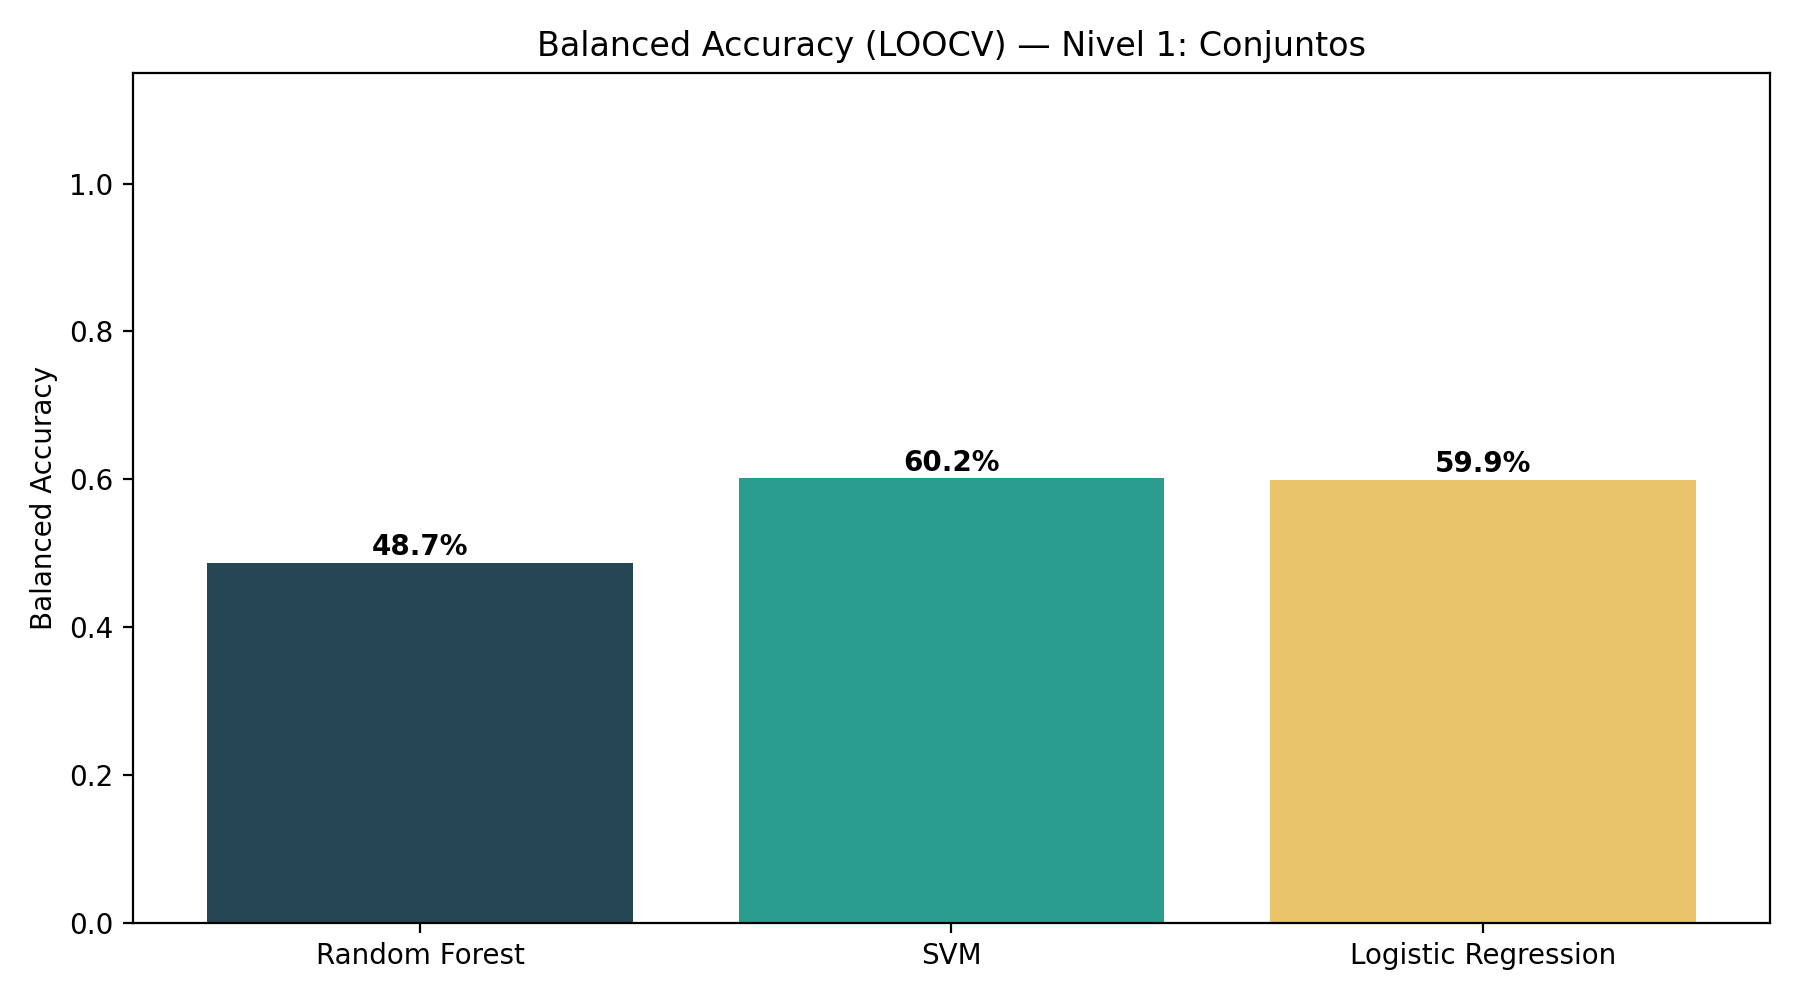 Balanced Accuracy (LOOCV) — Nivel 1: Conjuntos
Balanced Accuracy
1.0
0.8
0.6
0.4
0.2
0.0
48.7%
60.2%
59.9%
Random Forest
SVM
Logistic Regression